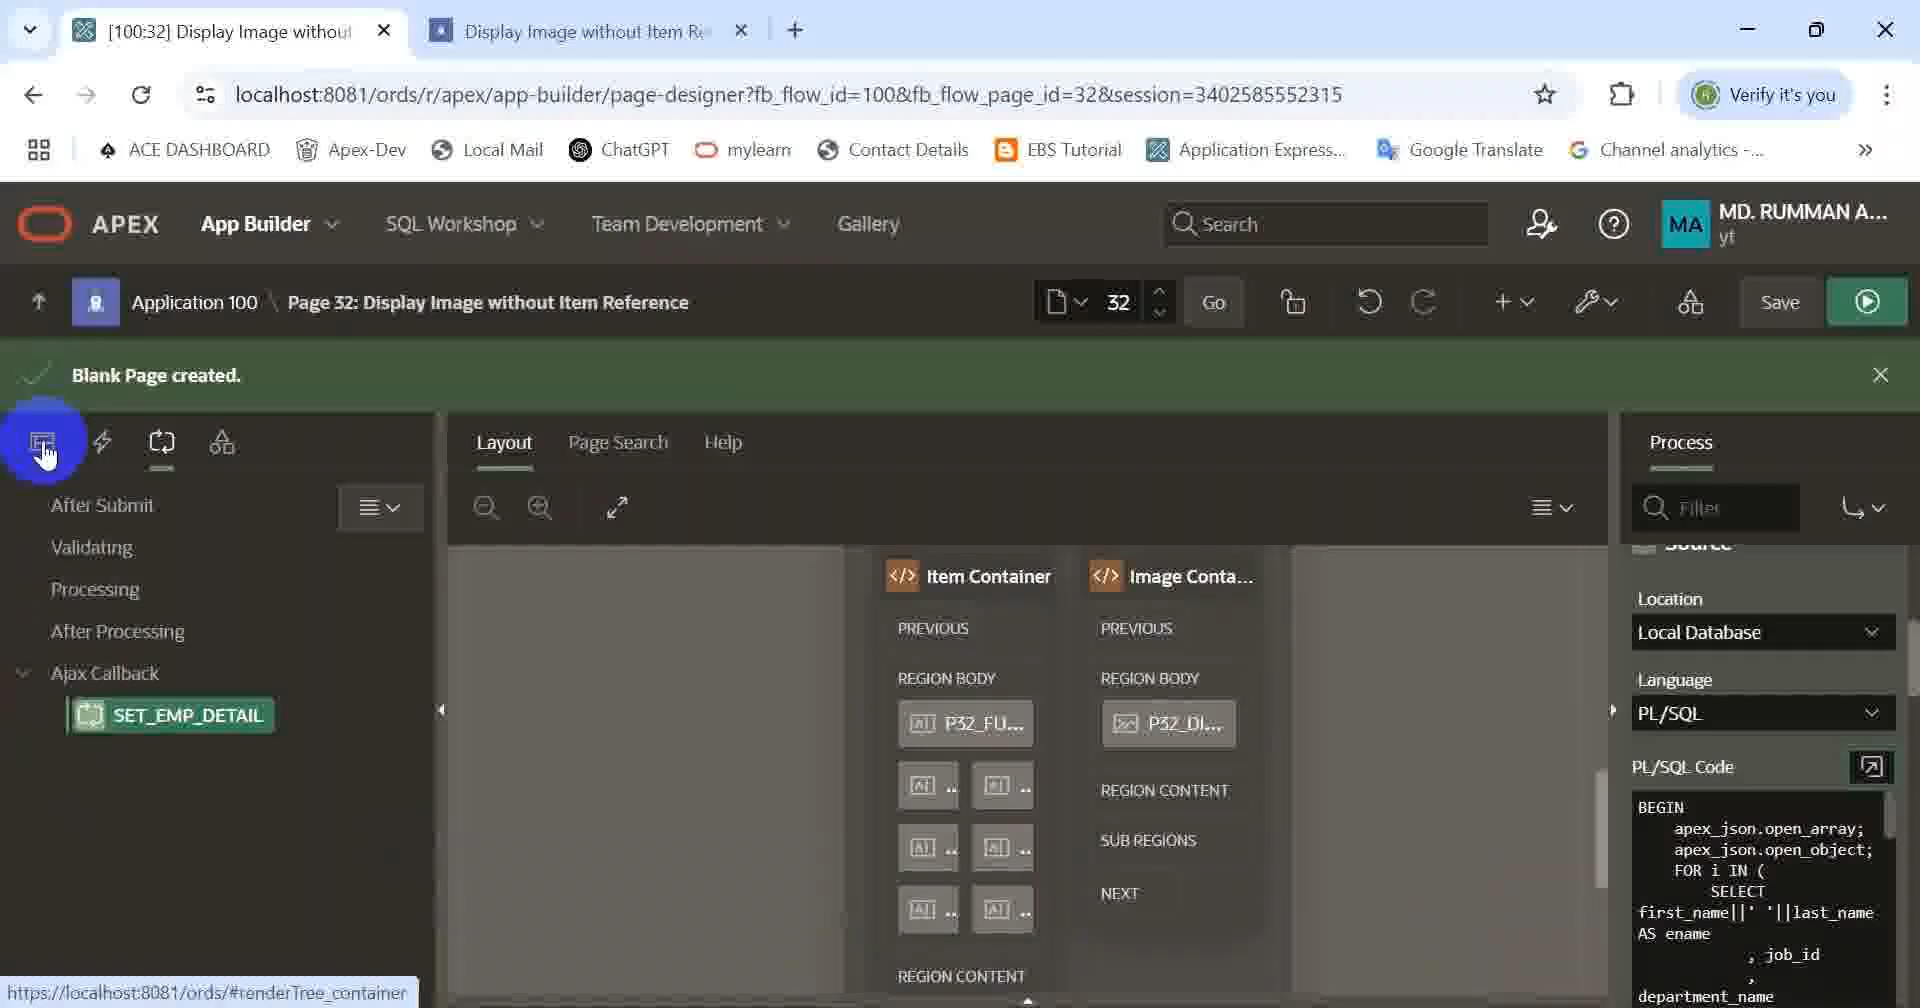 [100:32] Display Image without
Display Image without Item Re
localhost:8081/ords/r/apex/app-builder/page-designer?fb_flow_id=100&fb_flow_page_id=32&session=3402585552315
Verify it's you
ACE DASHBOARD
Apex-Dev
Local Mail
ChatGPT
mylearn
Contact Details
EBS Tutorial
Application Express...
Google Translate
Channel analytics -...
APEX
App Builder
SQL Workshop
Team Development
Gallery
Search
MA
MD. RUMMAN A...
yt
Application 100 \ Page 32: Display Image without Item Reference
32
Go
Save
Blank Page created.
Layout
Page Search
Help
Process
After Submit
Validating
Processing
After Processing
Ajax Callback
SET_EMP_DETAIL
Item Container
PREVIOUS
REGION BODY
P32_FU...
REGION CONTENT
Image Conta...
PREVIOUS
REGION BODY
P32_DI...
REGION CONTENT
SUB REGIONS
NEXT
Filter
Source
Location
Local Database
Language
PL/SQL
PL/SQL Code
BEGIN
apex_json.open_array;
apex_json.open_object;
FOR i IN (
SELECT
first_name||' '||last_name
AS ename
, job_id
,
department_name
https://localhost:8081/ords/#renderTree_container